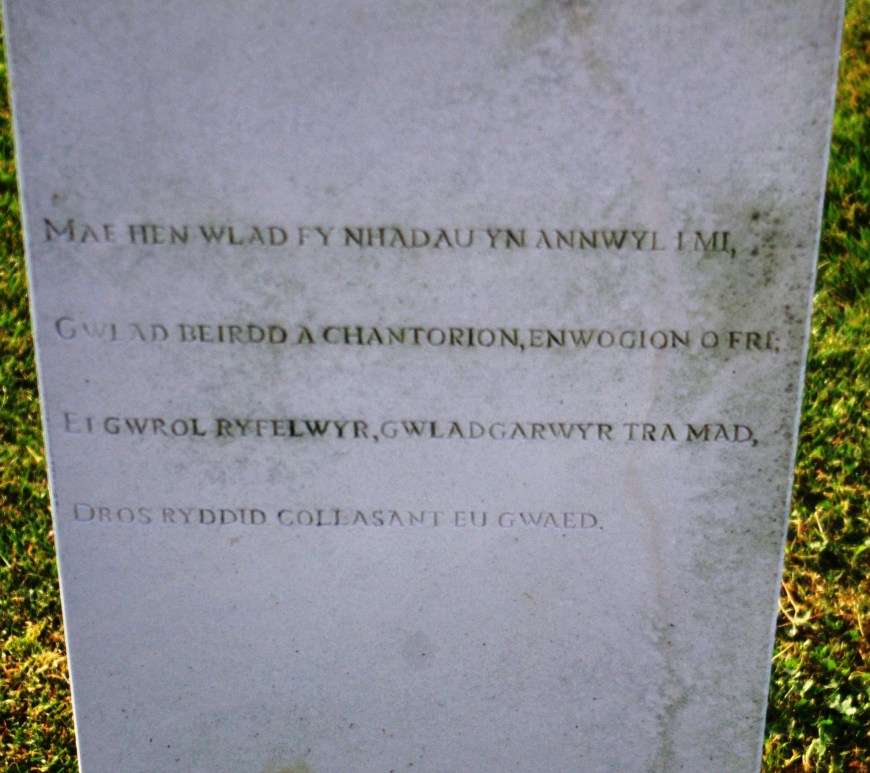 MAE HEN WLAD FY NHADAU YN ANNWYL I MI,
GWLAD BEIRDD A CHANTORION, ENWOGION O FRI;
EI GWROL RYFELWYR, GWLADGARWYR TRA MAD,
DROS RYDDID COLLASANT EU GWAED.